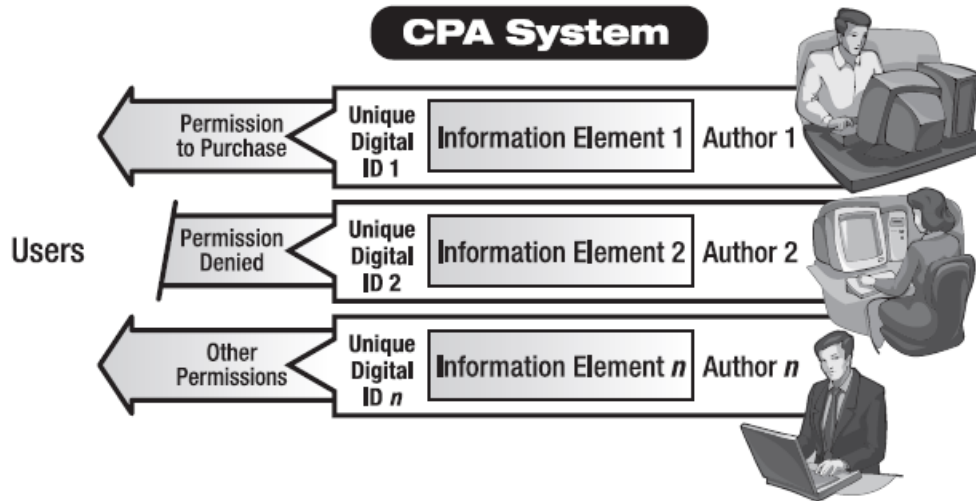 CPA System
Permission
to Purchase
Unique
Digital
ID 1
Information Element 1
Author 1
Users
Permission
Denied
Unique
Digital
ID 2
Information Element 2
Author 2
Other
Permissions
Unique
Digital
ID n
Information Element n
Author n